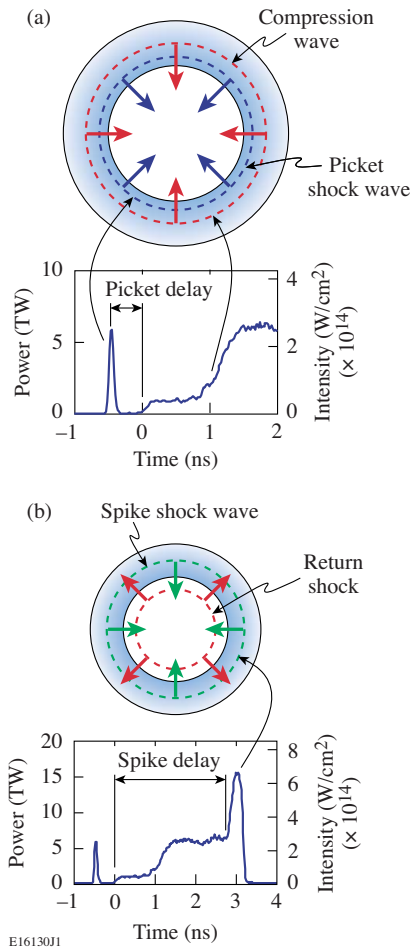 (a)
Compression
wave
Picket
shock wave
10
5
0
Power (TW)
Picket delay
4
2
0
Intensity (W/cm²)
(× 10¹⁴)
–1 0 1 2
Time (ns)
(b)
Spike shock wave
Return
shock
20
15
10
5
0
Power (TW)
Spike delay
8
6
4
2
0
Intensity (W/cm²)
(× 10¹⁴)
–1 0 1 2 3 4
Time (ns)
E16130J1